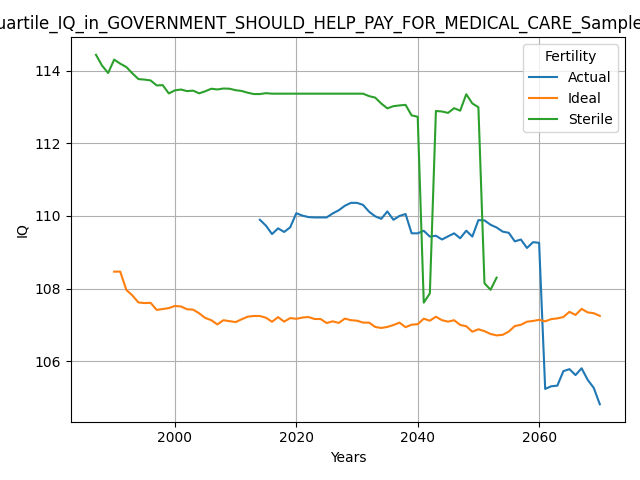 uartile_IQ_in_GOVERNMENT_SHOULD_HELP_PAY_FOR_MEDICAL_CARE_Sample
Fertility
Actual
Ideal
Sterile
IQ
114
112
110
108
106
2000 2020 2040 2060
Years